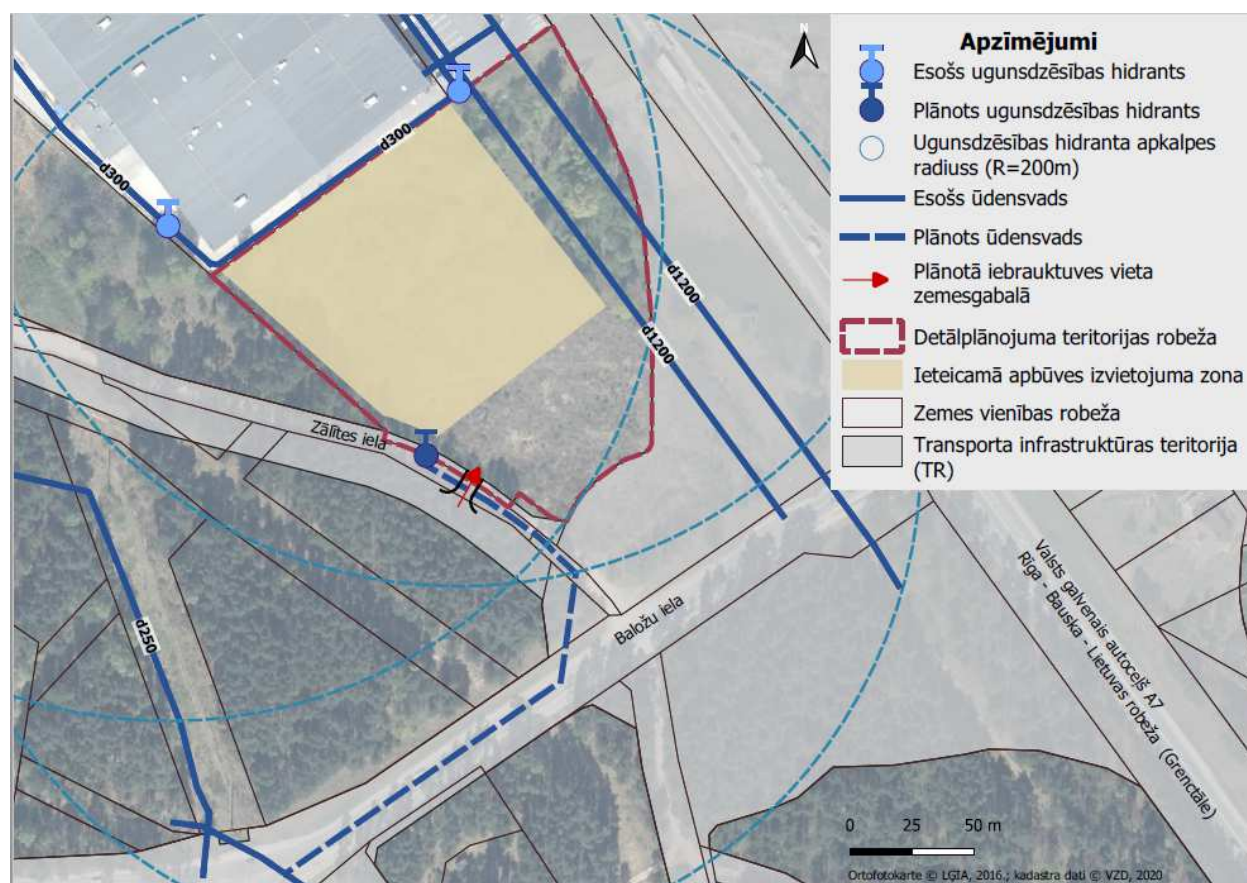 N
Apzīmējumi
Esošs ugunsdzēsības hidrants
Plānots ugunsdzēsības hidrants
Ugunsdzēsības hidranta apkalpes
radiuss (R=200m)
Esošs ūdensvads
Plānots ūdensvads
Plānotā iebrauktuves vieta
zemesgabalā
Detālplānojuma teritorijas robeža
Ieteicamā apbūves izvietojuma zona
Zemes vienības robeža
Transporta infrastruktūras teritorija
(TR)
d300
d300
d1200
d1200
Zālītes iela
d250
Baložu iela
Valsts galvenais autoceļš A7
Rīga - Bauska - Lietuvas robeža (Grenctāle)
0 25 50 m
Ortofotokarte © LĢIA, 2016.; kadastra dati © VZD, 2020